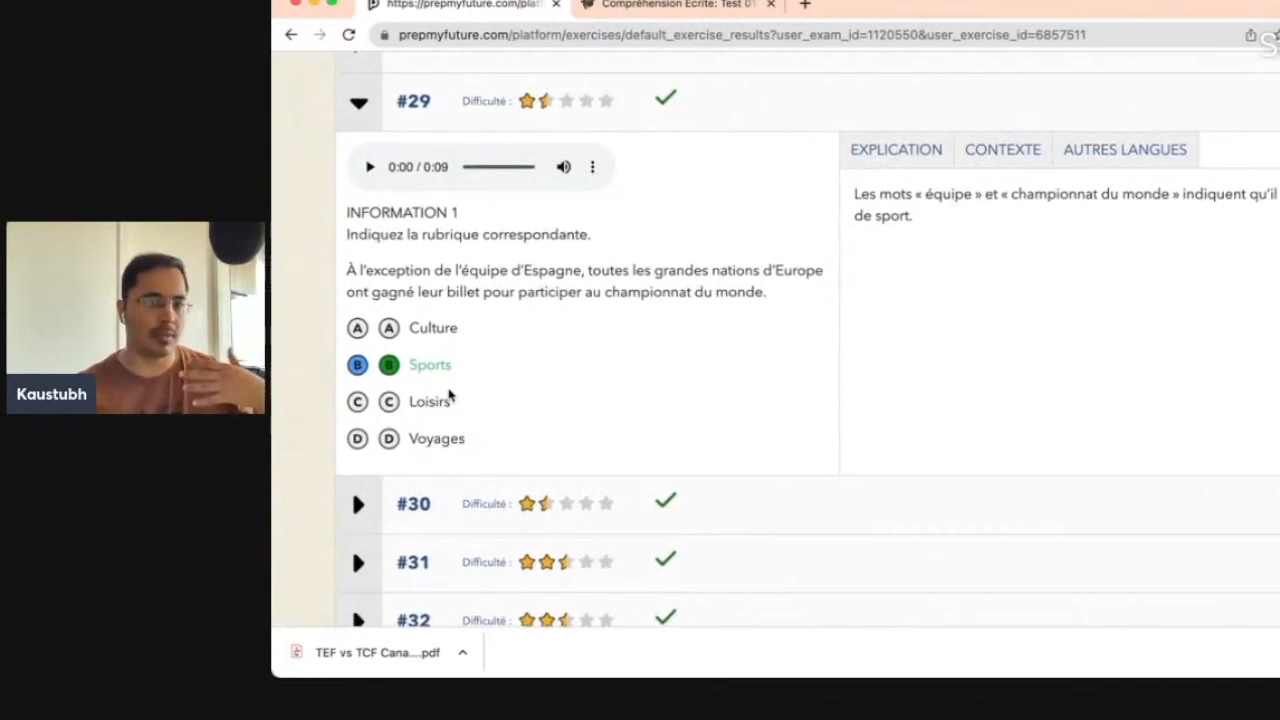 https://prepmyfuture.com/plat
Compréhension Ecrite: Test 01
prepmyfuture.com/platform/exercises/default_exercise_results?user_exam_id=1120550&user_exercise_id=6857511
#29 Difficulté :
0:00 / 0:09
EXPLICATION CONTEXTE AUTRES LANGUES
Les mots « équipe » et « championnat du monde » indiquent qu'il
de sport.
INFORMATION 1
Indiquez la rubrique correspondante.
À l'exception de l'équipe d'Espagne, toutes les grandes nations d'Europe
ont gagné leur billet pour participer au championnat du monde.
A A Culture
B B Sports
C C Loisirs
D D Voyages
Kaustubh
#30 Difficulté :
#31 Difficulté :
#32 Difficulté :
TEF vs TCF Cana....pdf